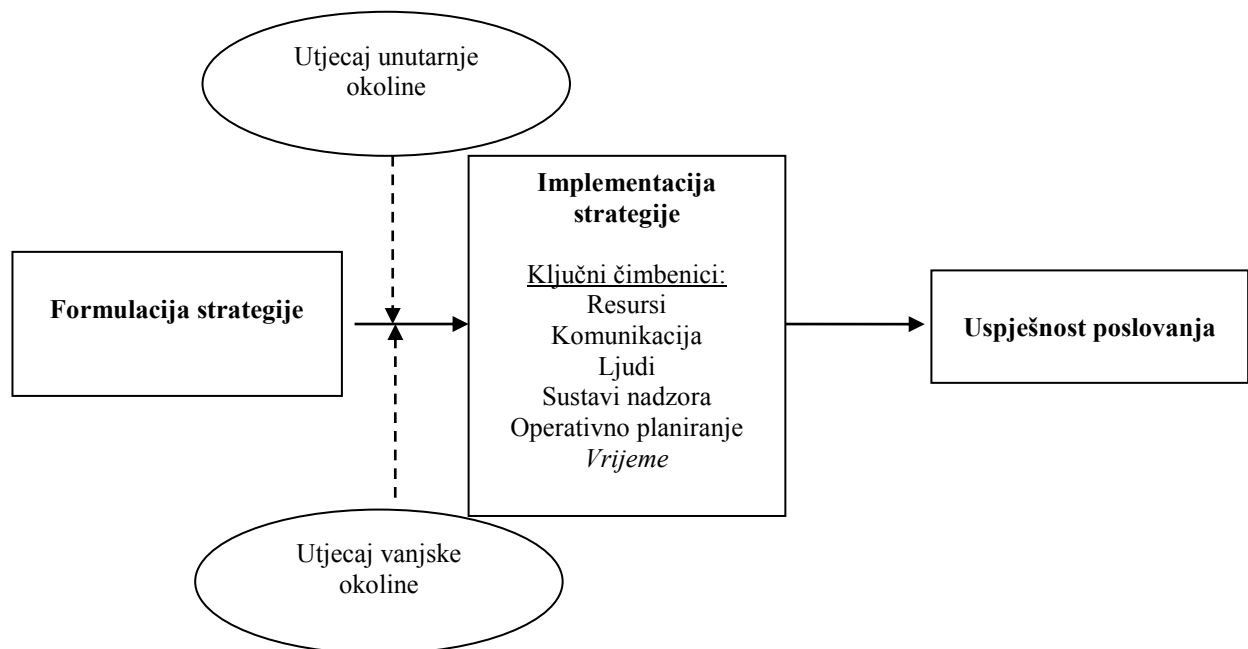 Utjecaj unutarnje
okoline
Formulacija strategije
Implementacija
strategije
Ključni čimbenici:
Resursi
Komunikacija
Ljudi
Sustavi nadzora
Operativno planiranje
Vrijeme
Uspješnost poslovanja
Utjecaj vanjske
okoline